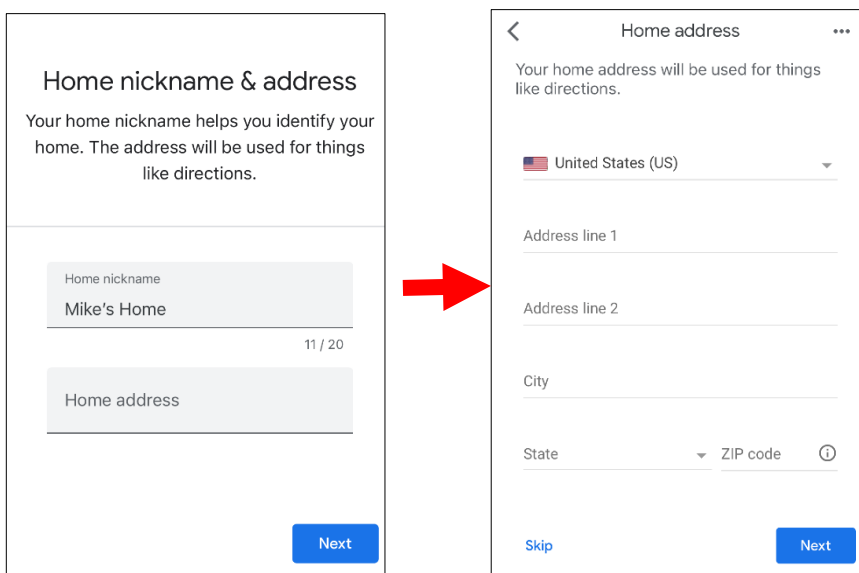 Home nickname & address
Your home nickname helps you identify your
home. The address will be used for things
like directions.
Home nickname
Mike's Home
11 / 20
Home address
Next
Home address
Your home address will be used for things
like directions.
United States (US)
Address line 1
Address line 2
City
State ZIP code
Skip Next